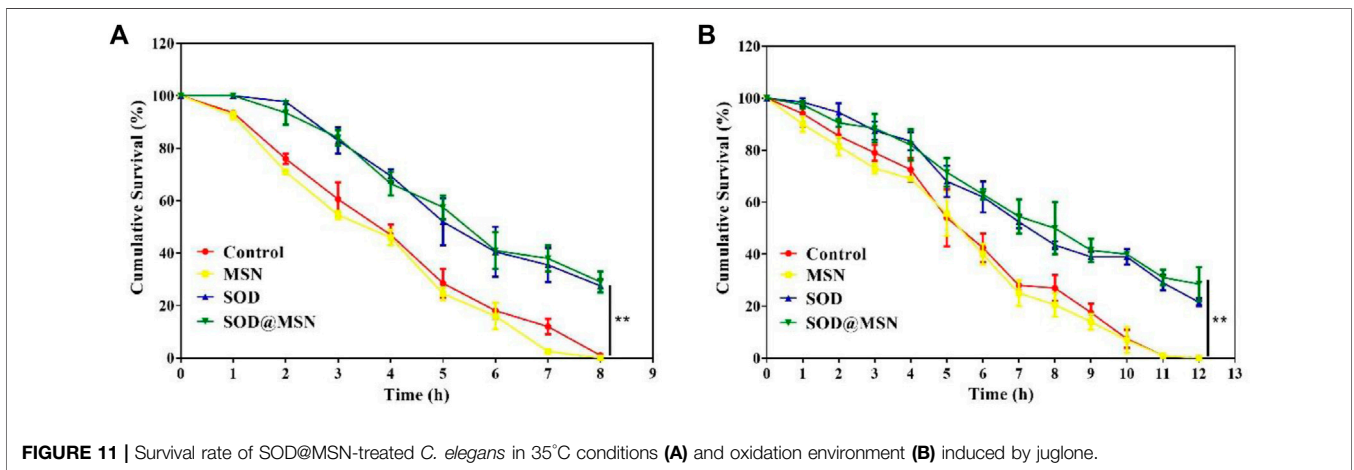 A
120
100
80
60
40
20
0
Cumulative Survival (%)
Control
MSN
SOD
SOD@MSN
**
0 1 2 3 4 5 6 7 8 9
Time (h)
B
120
100
80
60
40
20
0
Cumulative Survival (%)
Control
MSN
SOD
SOD@MSN
**
0 1 2 3 4 5 6 7 8 9 10 11 12 13
Time (h)
FIGURE 11 | Survival rate of SOD@MSN-treated C. elegans in 35°C conditions (A) and oxidation environment (B) induced by juglone.